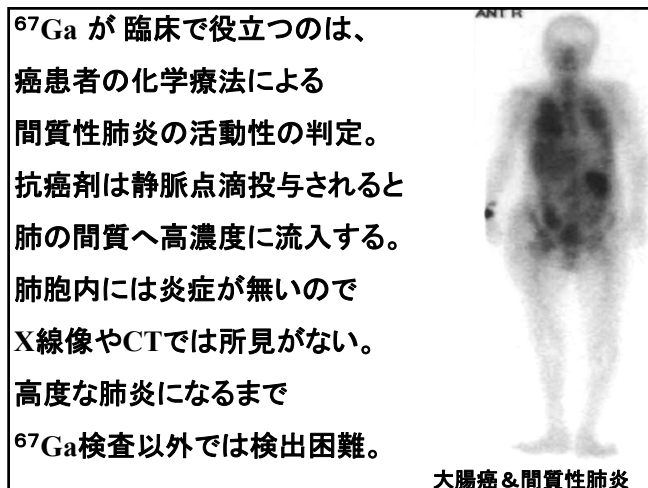 ⁶⁷Ga が 臨床で役立つのは、
癌患者の化学療法による
間質性肺炎の活動性の判定。
抗癌剤は静脈点滴投与されると
肺の間質へ高濃度に流入する。
肺胞内には炎症が無いので
X線像やCTでは所見がない。
高度な肺炎になるまで
⁶⁷Ga検査以外では検出困難。
ANT R
大腸癌&間質性肺炎